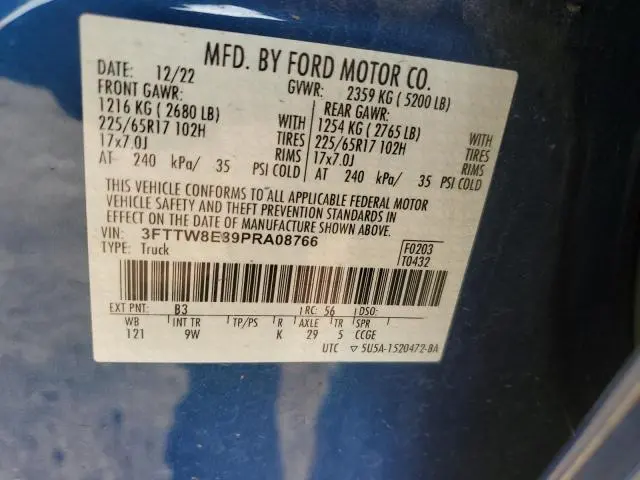 MFD. BY FORD MOTOR CO.
DATE: 12/22 GVWR: 2359 KG ( 5200 LB)
FRONT GAWR: REAR GAWR:
1216 KG ( 2680 LB) WITH 1254 KG ( 2765 LB) WITH
225/65R17 102H TIRES 225/65R17 102H TIRES
17x7.0J RIMS 17x7.0J RIMS
AT 240 kPa/ 35 PSI COLD AT 240 kPa/ 35 PSI COLD
THIS VEHICLE CONFORMS TO ALL APPLICABLE FEDERAL MOTOR
VEHICLE SAFETY AND THEFT PREVENTION STANDARDS IN
EFFECT ON THE DATE OF MANUFACTURE SHOWN ABOVE.
VIN: 3FTTW8E39PRA08766 F0203
TYPE: Truck T0432
EXT PNT: B3 RC: 56 DSO:
WB INT TR TP/PS R AXLE TR SPR
121 9W K 29 5 CCGE
UTC ▽ 5U5A-1520472-BA